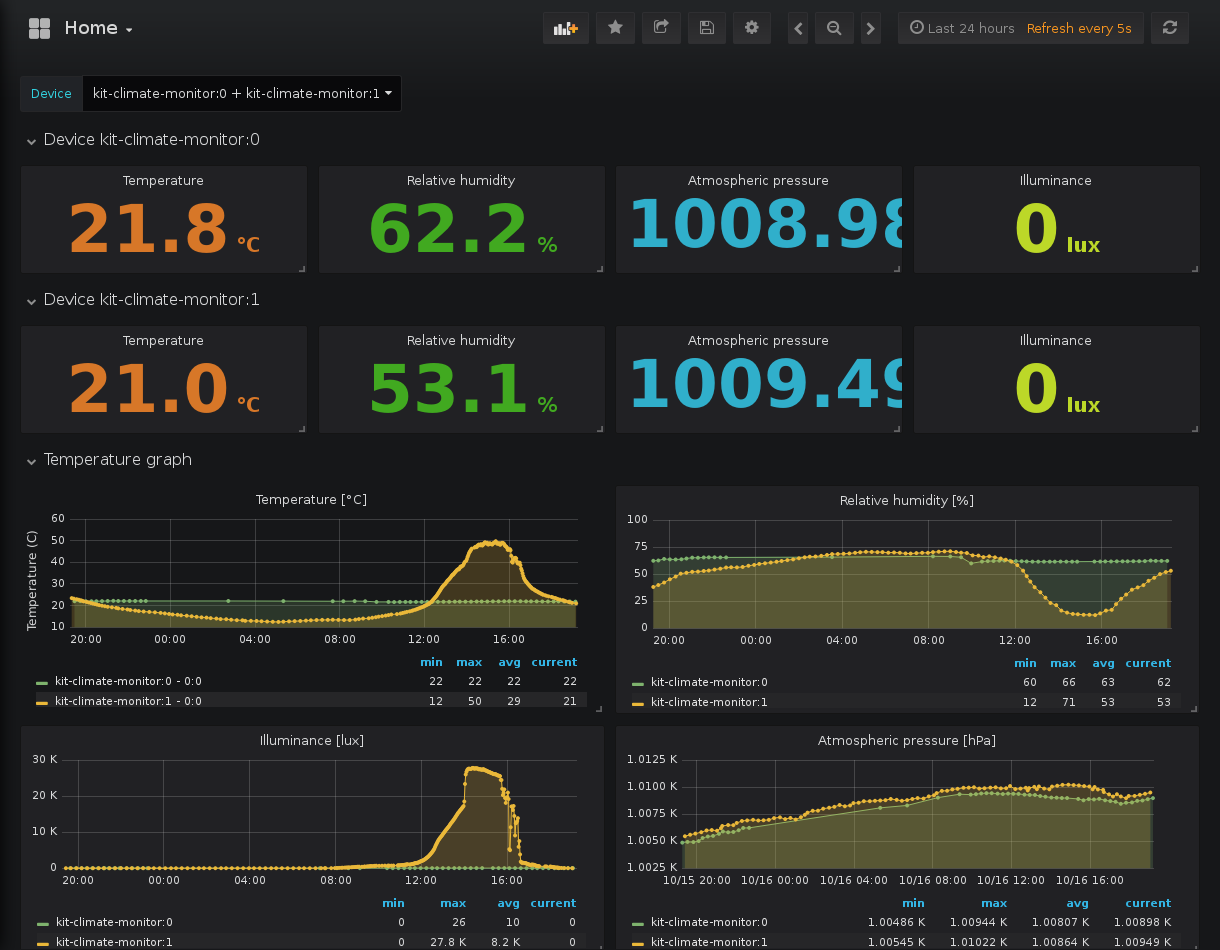 Home
Last 24 hours Refresh every 5s
Device kit-climate-monitor:0 + kit-climate-monitor:1
Device kit-climate-monitor:0
Temperature Relative humidity Atmospheric pressure Illuminance
21.8 °C 62.2 % 1008.98 0 lux
Device kit-climate-monitor:1
Temperature Relative humidity Atmospheric pressure Illuminance
21.0 °C 53.1 % 1009.49 0 lux
Temperature graph
Temperature [°C]
Temperature (C)
60
50
40
30
20
10
20:00 00:00 04:00 08:00 12:00 16:00
min max avg current
kit-climate-monitor:0 - 0:0 22 22 22 22
kit-climate-monitor:1 - 0:0 12 50 29 21
Relative humidity [%]
100
75
50
25
0
20:00 00:00 04:00 08:00 12:00 16:00
min max avg current
kit-climate-monitor:0 60 66 63 62
kit-climate-monitor:1 12 71 53 53
Illuminance [lux]
30 K
20 K
10 K
0
20:00 00:00 04:00 08:00 12:00 16:00
min max avg current
kit-climate-monitor:0 0 26 10 0
kit-climate-monitor:1 0 27.8 K 8.2 K 0
Atmospheric pressure [hPa]
1.0125 K
1.0100 K
1.0075 K
1.0050 K
1.0025 K
10/15 20:00 10/16 00:00 10/16 04:00 10/16 08:00 10/16 12:00 10/16 16:00
min max avg current
kit-climate-monitor:0 1.00486 K 1.00944 K 1.00807 K 1.00898 K
kit-climate-monitor:1 1.00545 K 1.01022 K 1.00864 K 1.00949 K